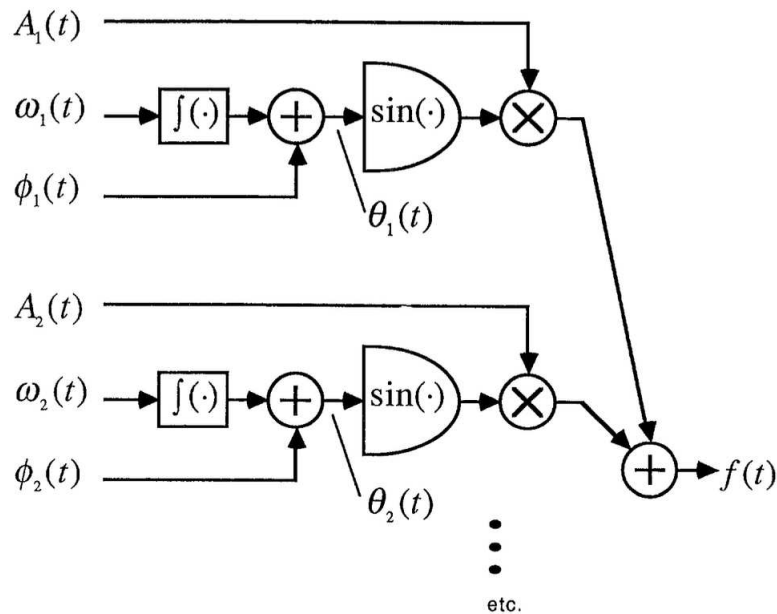 A₁(t)
ω₁(t) ∫(·) + sin(·) ×
ϕ₁(t)
θ₁(t)
A₂(t)
ω₂(t) ∫(·) + sin(·) ×
ϕ₂(t)
+ f(t)
θ₂(t)
etc.